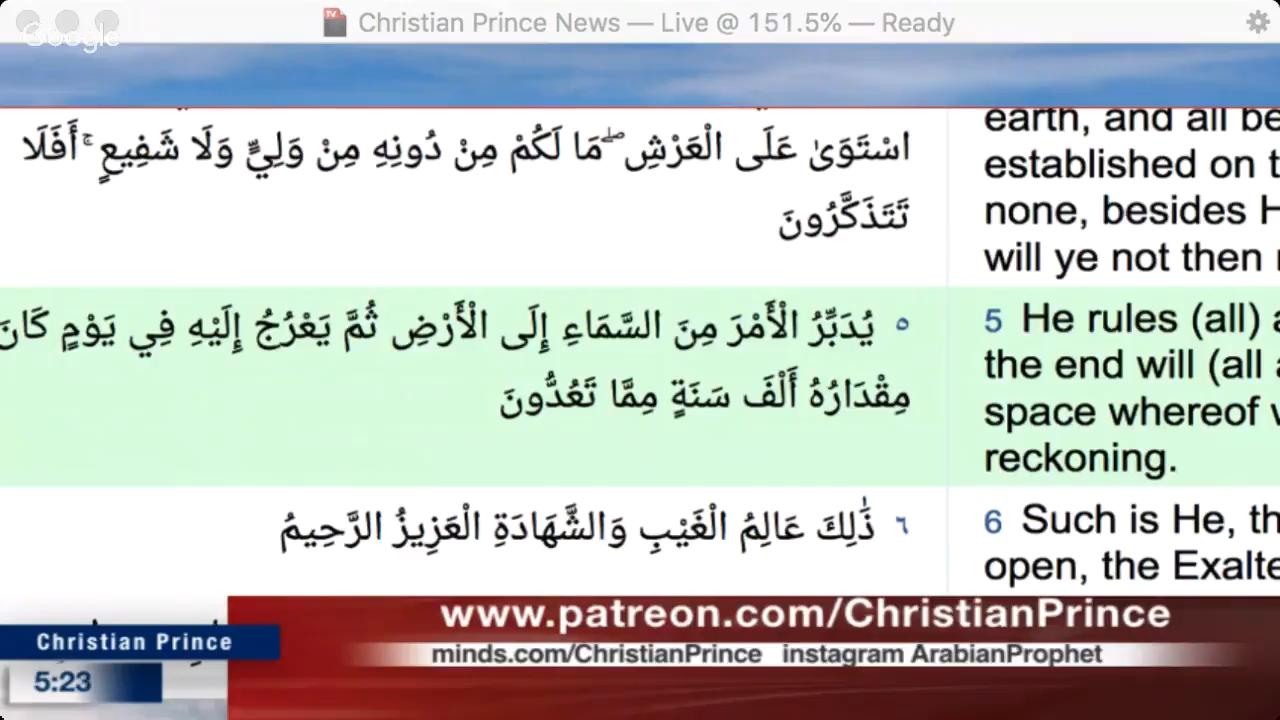 Christian Prince News — Live @ 151.5% — Ready
Google
اسْتَوَىٰ عَلَى الْعَرْشِ ۖ مَا لَكُمْ مِنْ دُونِهِ مِنْ وَلِيٍّ وَلَا شَفِيعٍ ۚ أَفَلَا
تَتَذَكَّرُونَ
earth, and all be
established on t
none, besides H
will ye not then
٥ يُدَبِّرُ الْأَمْرَ مِنَ السَّمَاءِ إِلَى الْأَرْضِ ثُمَّ يَعْرُجُ إِلَيْهِ فِي يَوْمٍ كَانَ
مِقْدَارُهُ أَلْفَ سَنَةٍ مِمَّا تَعُدُّونَ
5 He rules (all) a
the end will (all a
space whereof w
reckoning.
٦ ذَٰلِكَ عَالِمُ الْغَيْبِ وَالشَّهَادَةِ الْعَزِيزُ الرَّحِيمُ
6 Such is He, th
open, the Exalte
www.patreon.com/ChristianPrince
Christian Prince
minds.com/ChristianPrince instagram ArabianProphet
5:23